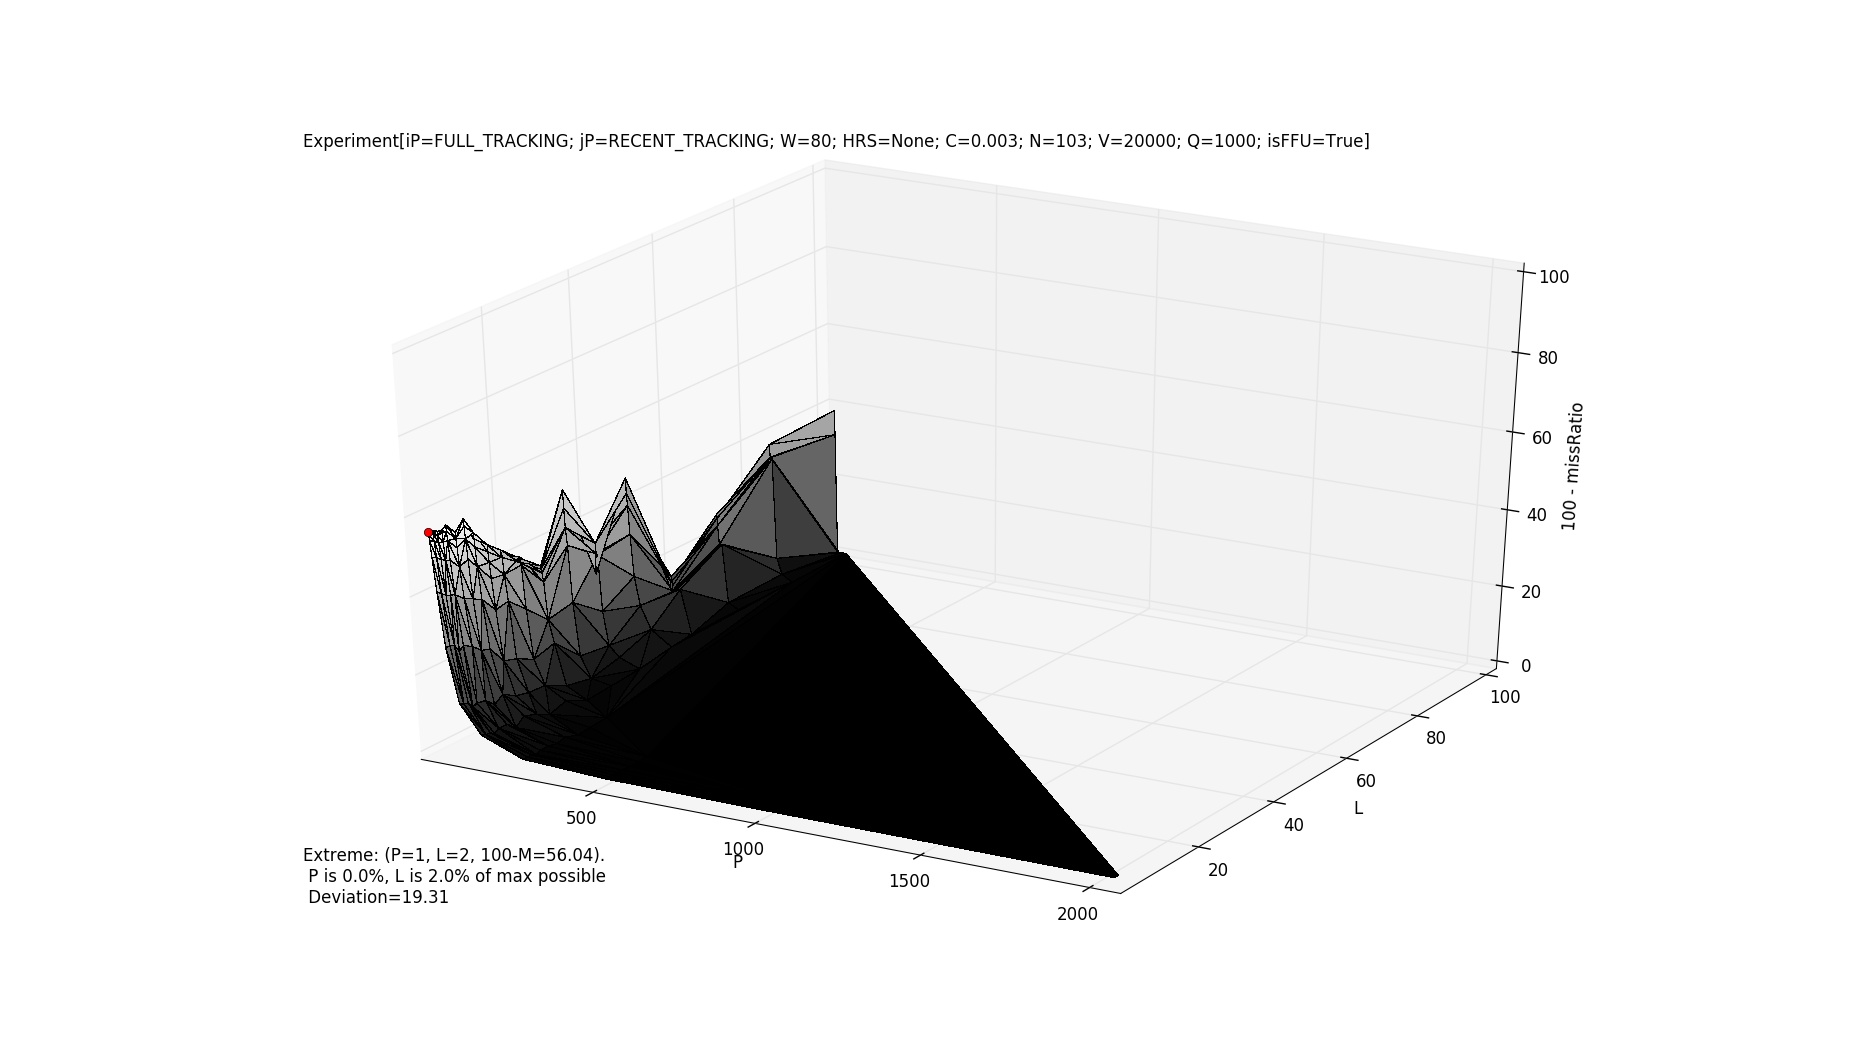 Experiment[iP=FULL_TRACKING; jP=RECENT_TRACKING; W=80; HRS=None; C=0.003; N=103; V=20000; Q=1000; isFFU=True]
100
80
60
40
20
0
100 - missRatio
100
80
60
40
20
L
500
1000
1500
2000
P
Extreme: (P=1, L=2, 100-M=56.04).
P is 0.0%, L is 2.0% of max possible
Deviation=19.31